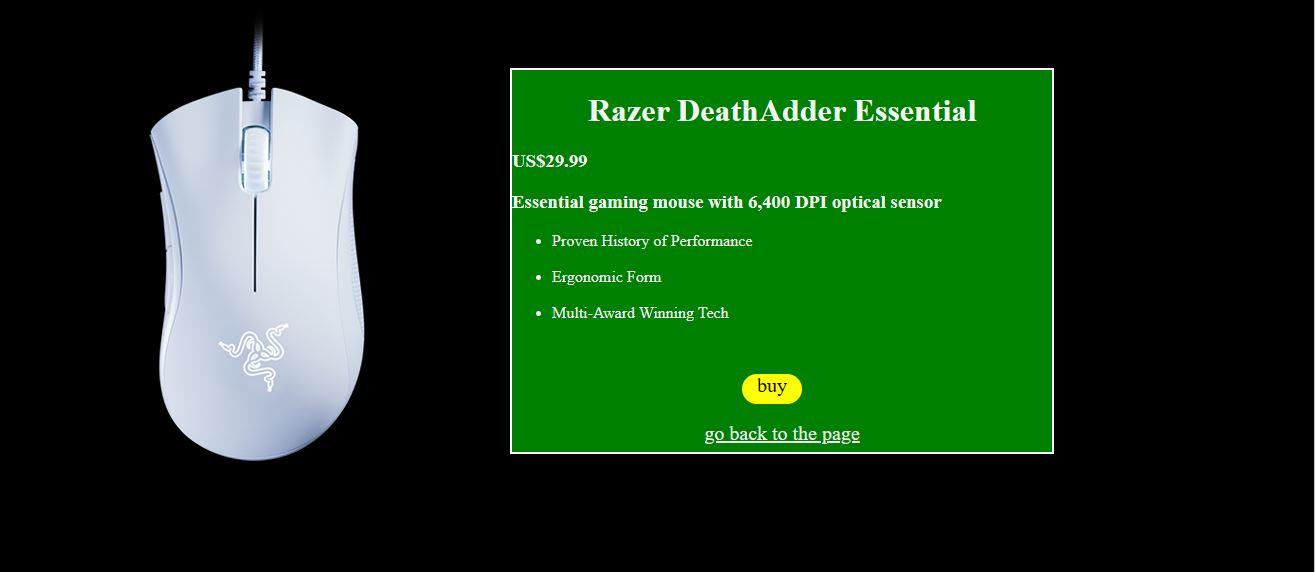 Razer DeathAdder Essential
US$29.99
Essential gaming mouse with 6,400 DPI optical sensor
Proven History of Performance
Ergonomic Form
Multi-Award Winning Tech
buy
go back to the page